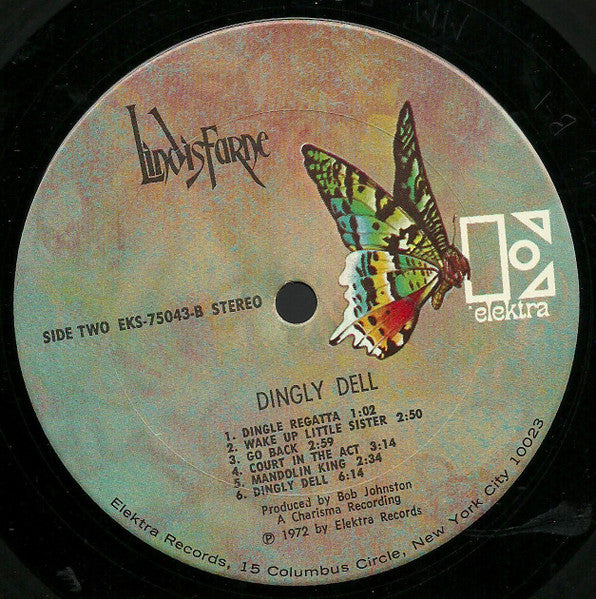 Lindisfarne
elektra
SIDE TWO EKS-75043-B STEREO
DINGLY DELL
1. DINGLE REGATTA 1:02
2. WAKE UP LITTLE SISTER 2:50
3. GO BACK 2:59
4. COURT IN THE ACT 3:14
5. MANDOLIN KING 2:34
6. DINGLY DELL 6:14
Produced by Bob Johnston
A Charisma Recording
Ⓟ 1972 by Elektra Records
Elektra Records, 15 Columbus Circle, New York City 10023